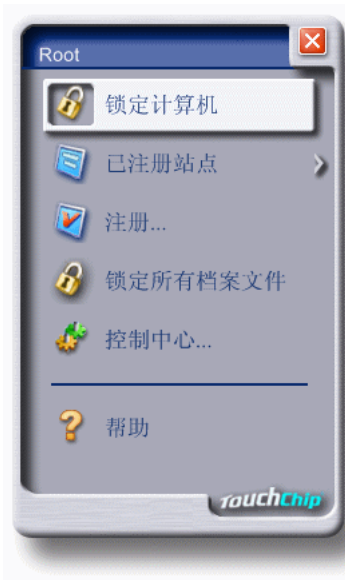 Root
锁定计算机
已注册站点
注册...
锁定所有档案文件
控制中心...
帮助
TouchChip